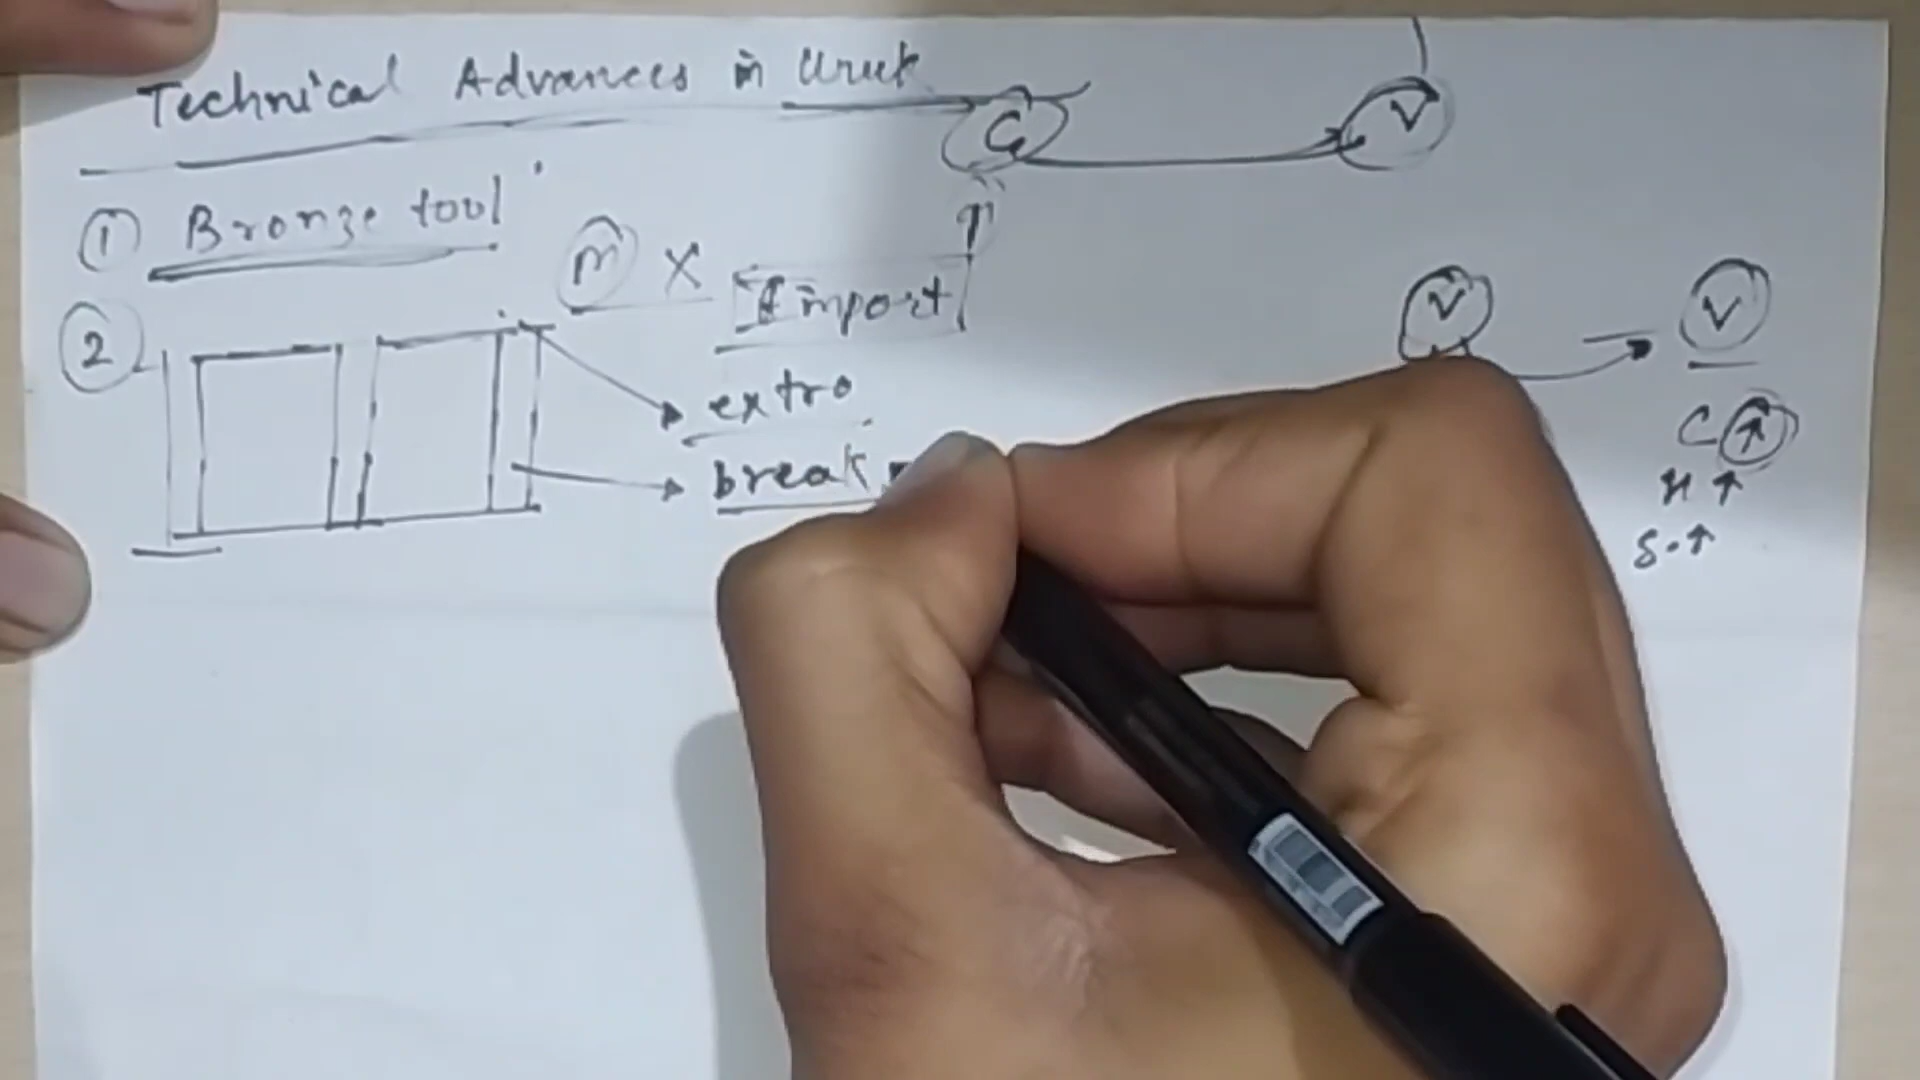 Technical Advances in Uruk
C → V
① Bronze tool
m X Import
②
extra
break
V → V
C ↑
H ↑
S. ↑